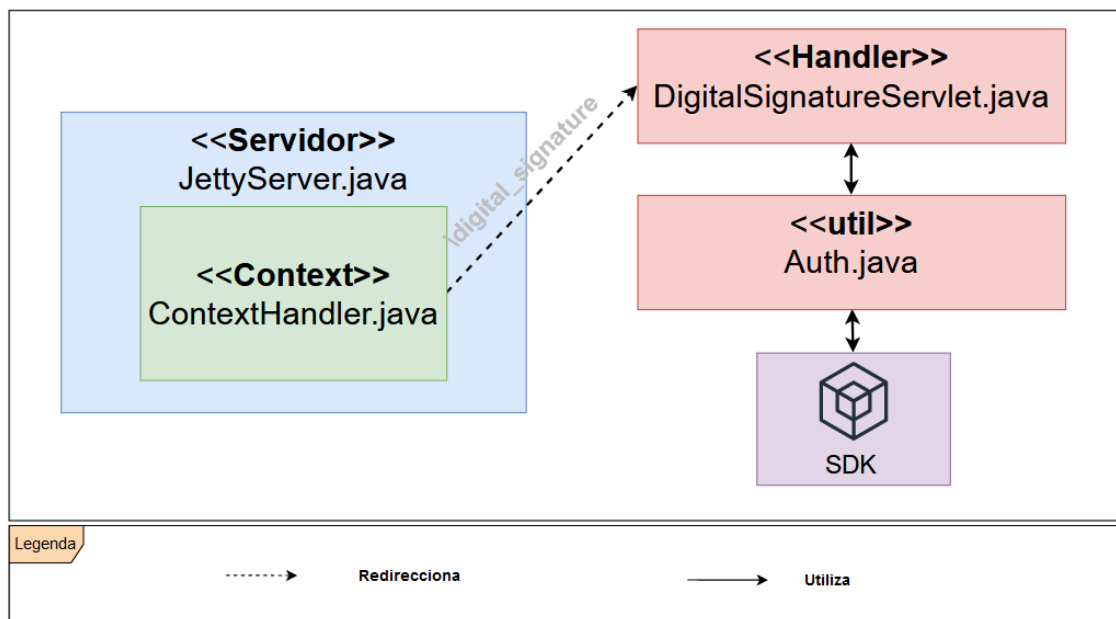 <<Servidor>>
JettyServer.java
<<Context>>
ContextHandler.java
\digital_signature
<<Handler>>
DigitalSignatureServlet.java
<<util>>
Auth.java
SDK
Legenda
Redirecciona
Utiliza